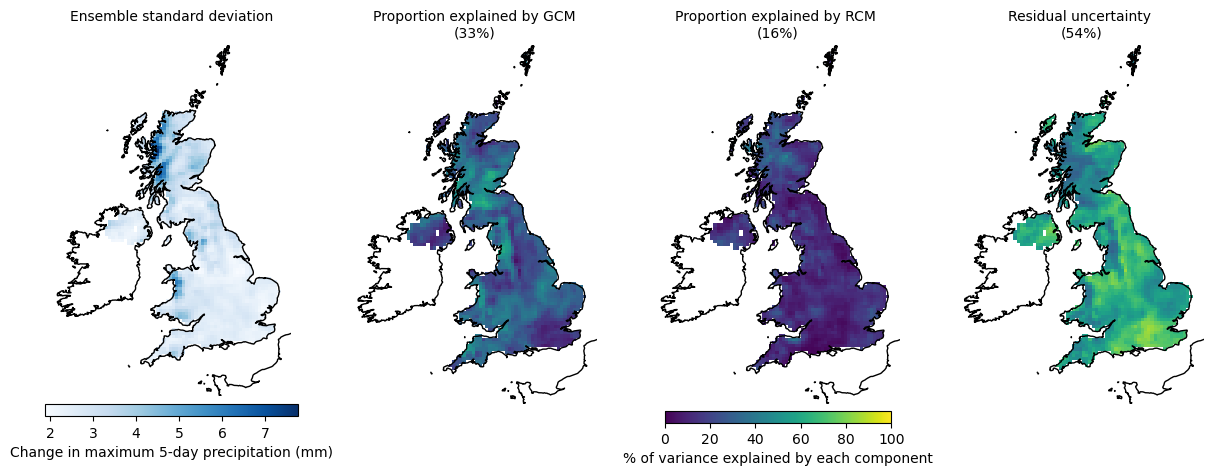 Ensemble standard deviation
Proportion explained by GCM
(33%)
Proportion explained by RCM
(16%)
Residual uncertainty
(54%)
2 3 4 5 6 7
Change in maximum 5-day precipitation (mm)
0 20 40 60 80 100
% of variance explained by each component